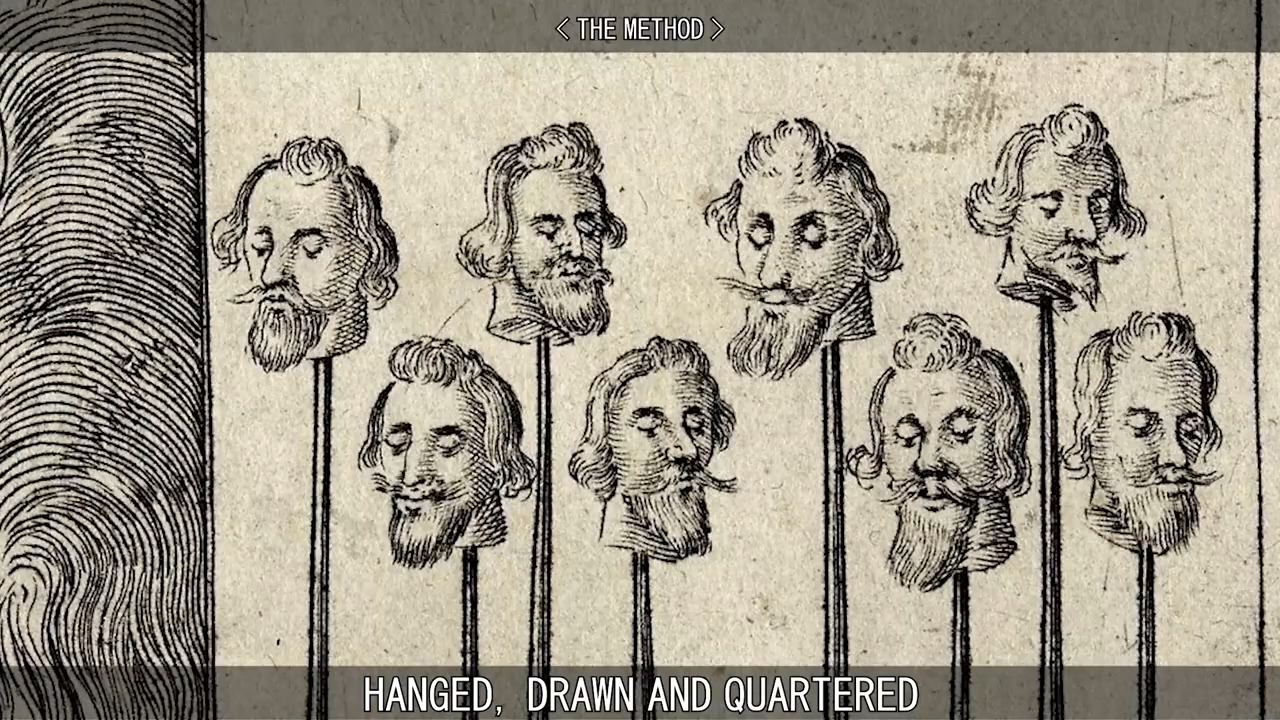 < THE METHOD >
HANGED, DRAWN AND QUARTERED